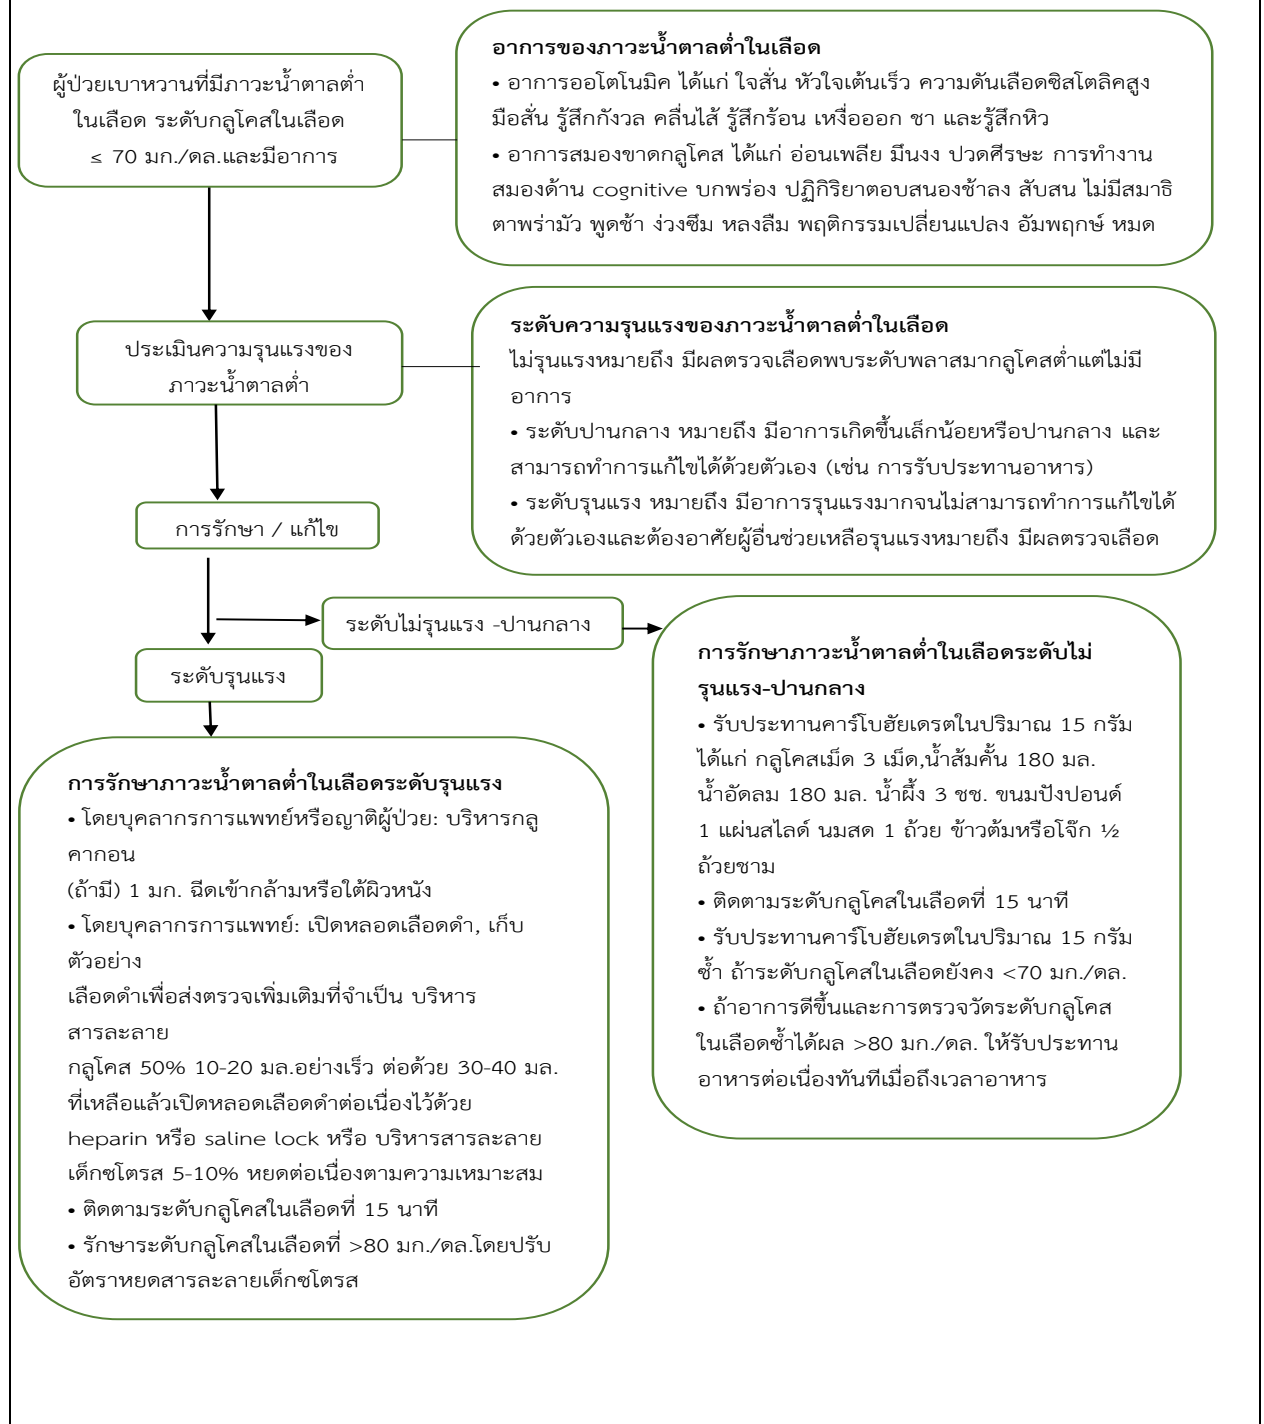 ผู้ป่วยเบาหวานที่มีภาวะน้ำตาลต่ำ
ในเลือด ระดับกลูโคสในเลือด
≤ 70 มก./ดล.และมีอาการ
อาการของภาวะน้ำตาลต่ำในเลือด
• อาการออโตโนมิค ได้แก่ ใจสั่น หัวใจเต้นเร็ว ความดันเลือดซิสโตลิคสูง
มือสั่น รู้สึกกังวล คลื่นไส้ รู้สึกร้อน เหงื่อออก ชา และรู้สึกหิว
• อาการสมองขาดกลูโคส ได้แก่ อ่อนเพลีย มึนงง ปวดศีรษะ การทำงาน
สมองด้าน cognitive บกพร่อง ปฏิกิริยาตอบสนองช้าลง สับสน ไม่มีสมาธิ
ตาพร่ามัว พูดช้า ง่วงซึม หลงลืม พฤติกรรมเปลี่ยนแปลง อัมพฤกษ์ หมด
ประเมินความรุนแรงของ
ภาวะน้ำตาลต่ำ
ระดับความรุนแรงของภาวะน้ำตาลต่ำในเลือด
ไม่รุนแรงหมายถึง มีผลตรวจเลือดพบระดับพลาสมากลูโคสต่ำแต่ไม่มี
อาการ
• ระดับปานกลาง หมายถึง มีอาการเกิดขึ้นเล็กน้อยหรือปานกลาง และ
สามารถทำการแก้ไขได้ด้วยตัวเอง (เช่น การรับประทานอาหาร)
• ระดับรุนแรง หมายถึง มีอาการรุนแรงมากจนไม่สามารถทำการแก้ไขได้
ด้วยตัวเองและต้องอาศัยผู้อื่นช่วยเหลือรุนแรงหมายถึง มีผลตรวจเลือด
การรักษา / แก้ไข
ระดับไม่รุนแรง -ปานกลาง
ระดับรุนแรง
การรักษาภาวะน้ำตาลต่ำในเลือดระดับไม่
รุนแรง-ปานกลาง
• รับประทานคาร์โบฮัยเดรตในปริมาณ 15 กรัม
ได้แก่ กลูโคสเม็ด 3 เม็ด,น้ำส้มคั้น 180 มล.
น้ำอัดลม 180 มล. น้ำผึ้ง 3 ชช. ขนมปังปอนด์
1 แผ่นสไลด์ นมสด 1 ถ้วย ข้าวต้มหรือโจ๊ก ½
ถ้วยชาม
• ติดตามระดับกลูโคสในเลือดที่ 15 นาที
• รับประทานคาร์โบฮัยเดรตในปริมาณ 15 กรัม
ซ้ำ ถ้าระดับกลูโคสในเลือดยังคง <70 มก./ดล.
• ถ้าอาการดีขึ้นและการตรวจวัดระดับกลูโคส
ในเลือดซ้ำได้ผล >80 มก./ดล. ให้รับประทาน
อาหารต่อเนื่องทันทีเมื่อถึงเวลาอาหาร
การรักษาภาวะน้ำตาลต่ำในเลือดระดับรุนแรง
• โดยบุคลากรการแพทย์หรือญาติผู้ป่วย: บริหารกลู
คากอน
(ถ้ามี) 1 มก. ฉีดเข้ากล้ามหรือใต้ผิวหนัง
• โดยบุคลากรการแพทย์: เปิดหลอดเลือดดำ, เก็บ
ตัวอย่าง
เลือดดำเพื่อส่งตรวจเพิ่มเติมที่จำเป็น บริหาร
สารละลาย
กลูโคส 50% 10-20 มล.อย่างเร็ว ต่อด้วย 30-40 มล.
ที่เหลือแล้วเปิดหลอดเลือดดำต่อเนื่องไว้ด้วย
heparin หรือ saline lock หรือ บริหารสารละลาย
เด็กซโตรส 5-10% หยดต่อเนื่องตามความเหมาะสม
• ติดตามระดับกลูโคสในเลือดที่ 15 นาที
• รักษาระดับกลูโคสในเลือดที่ >80 มก./ดล.โดยปรับ
อัตราหยดสารละลายเด็กซโตรส